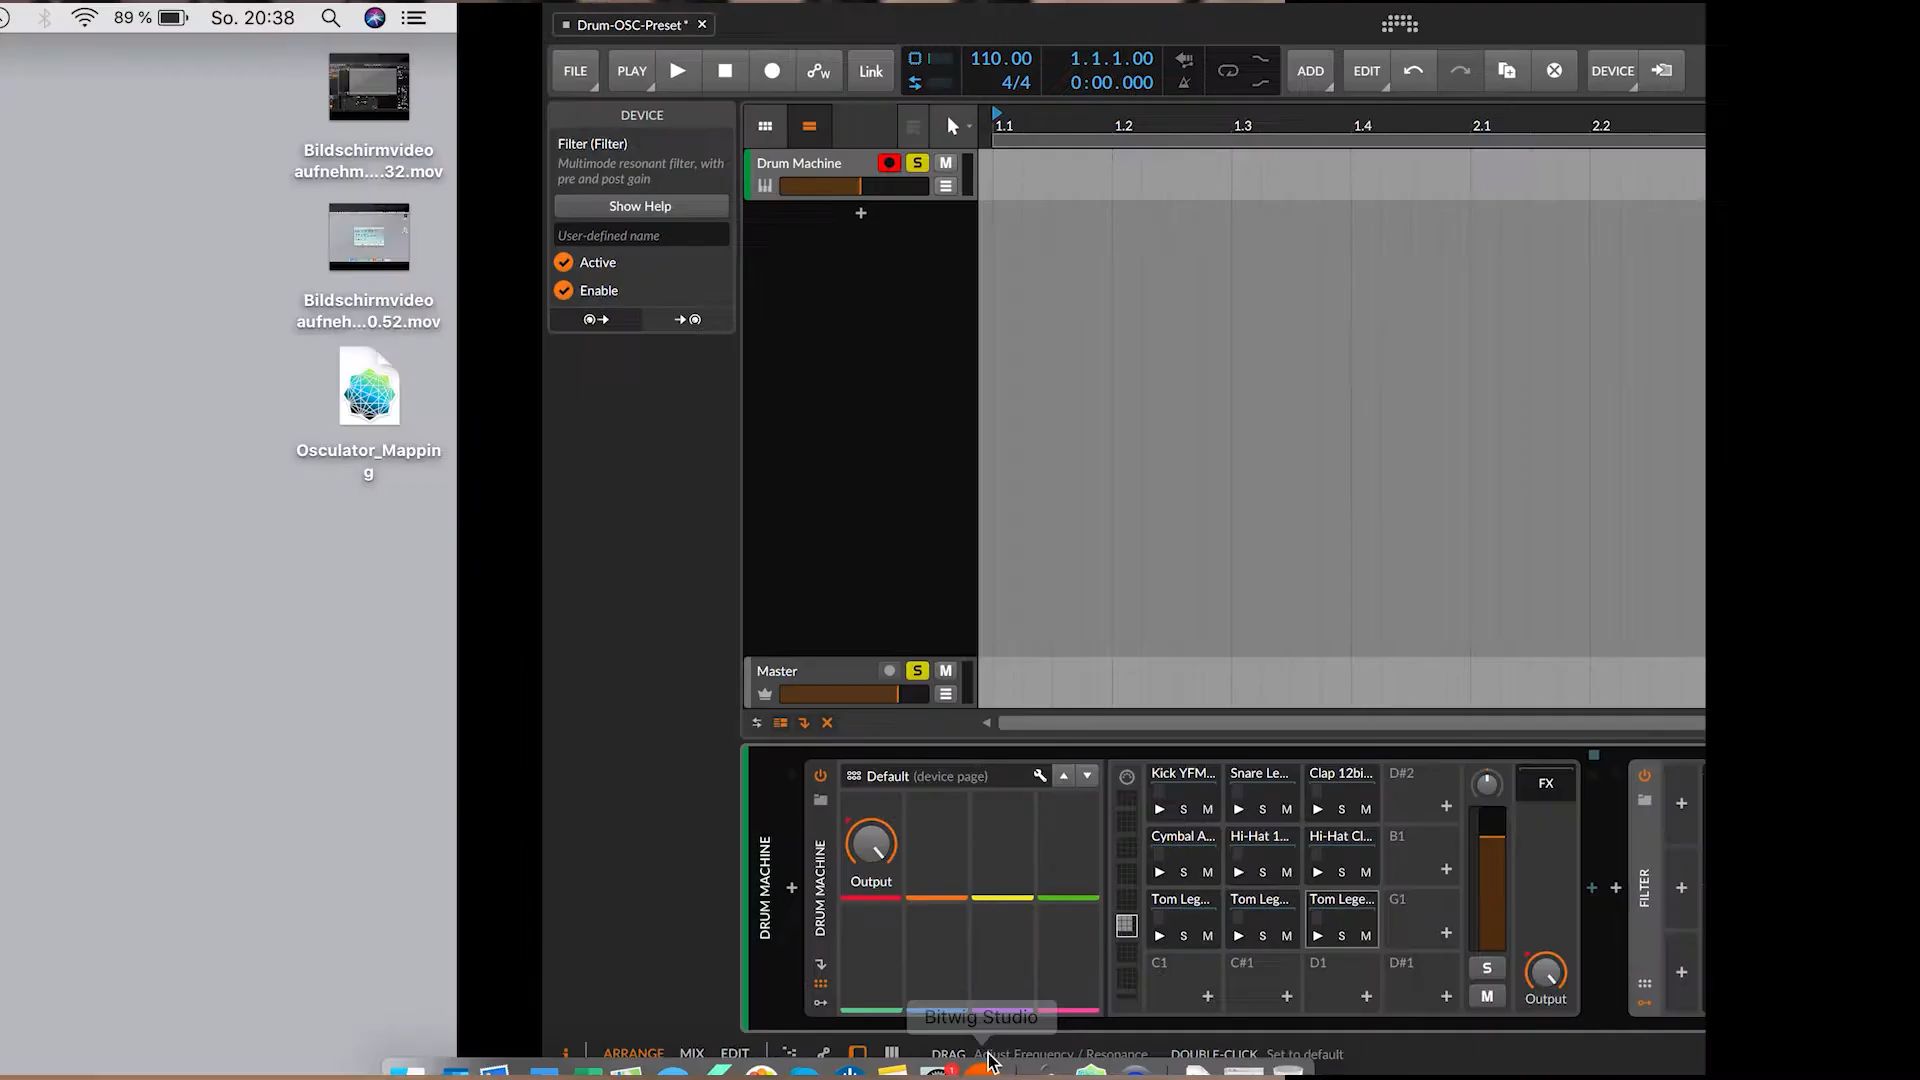 89 %
So. 20:38
Bildschirmvideo
aufnehm....32.mov
Bildschirmvideo
aufneh...0.52.mov
Osculator_Mappin
g
Drum-OSC-Preset*
FILE
PLAY
Link
110.00
4/4
1.1.1.00
0:00.000
ADD
EDIT
DEVICE
DEVICE
Filter (Filter)
Multimode resonant filter, with
pre and post gain
Show Help
User-defined name
Active
Enable
1.1
1.2
1.3
1.4
2.1
2.2
Drum Machine
S
M
Master
S
M
DRUM MACHINE
DRUM MACHINE
Default (device page)
Output
Kick YFM...
Snare Le...
Clap 12bi...
D#2
S M
S M
S M
Cymbal A...
Hi-Hat 1...
Hi-Hat Cl...
B1
S M
S M
S M
Tom Leg...
Tom Leg...
Tom Lege...
G1
S M
S M
S M
C1
C#1
D1
D#1
S
M
FX
Output
FILTER
Bitwig Studio
ARRANGE
MIX
EDIT
DRAG Adjust Frequency / Resonance
DOUBLE-CLICK Set to default
1